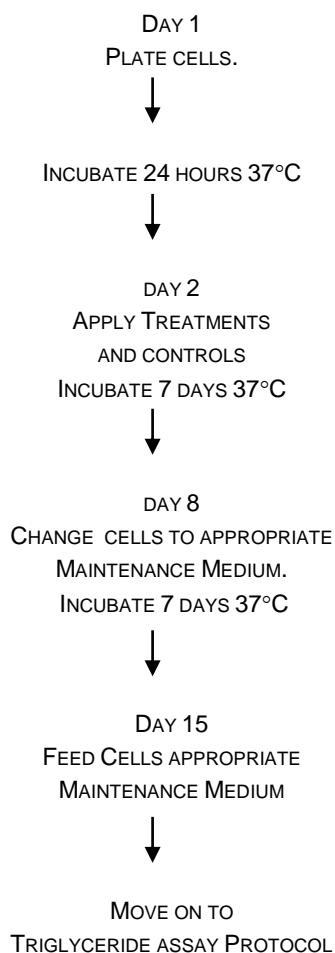 DAY 1
PLATE CELLS.
INCUBATE 24 HOURS 37°C
DAY 2
APPLY TREATMENTS
AND CONTROLS
INCUBATE 7 DAYS 37°C
DAY 8
CHANGE CELLS TO APPROPRIATE
MAINTENANCE MEDIUM.
INCUBATE 7 DAYS 37°C
DAY 15
FEED CELLS APPROPRIATE
MAINTENANCE MEDIUM
MOVE ON TO
TRIGLYCERIDE ASSAY PROTOCOL